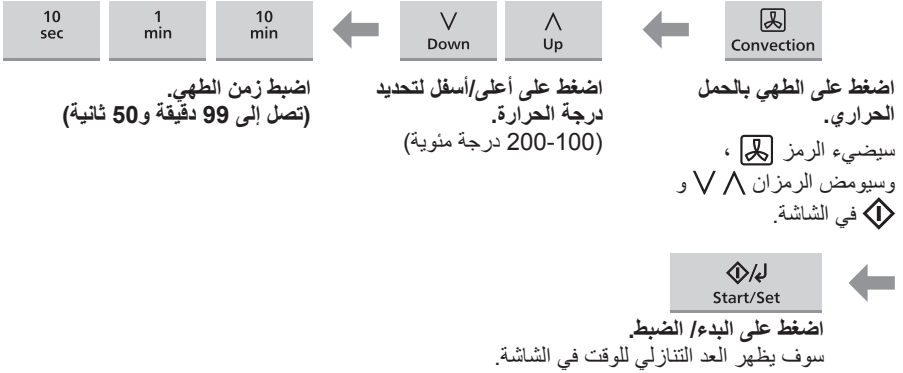 Convection
اضغط على الطهي بالحمل
الحراري.
سيضيء الرمز ،
وسيومض الرمزان و
في الشاشة.
Up
Down
اضغط على أعلى/أسفل لتحديد
درجة الحرارة.
(100-200 درجة مئوية)
10 min
1 min
10 sec
اضبط زمن الطهي.
(تصل إلى 99 دقيقة و50 ثانية)
Start/Set
اضغط على البدء/ الضبط.
سوف يظهر العد التنازلي للوقت في الشاشة.